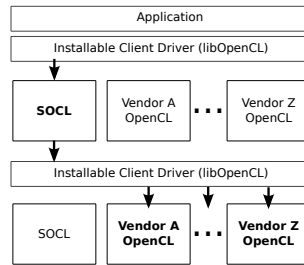 Application
Installable Client Driver (libOpenCL)
SOCL
Vendor A
OpenCL
...
Vendor Z
OpenCL
Installable Client Driver (libOpenCL)
SOCL
Vendor A
OpenCL
...
Vendor Z
OpenCL